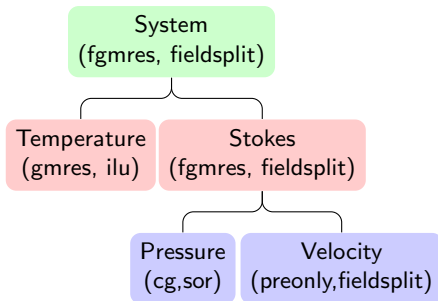 System
(fgmres, fieldsplit)
Temperature
(gmres, ilu)
Stokes
(fgmres, fieldsplit)
Pressure
(cg,sor)
Velocity
(preonly,fieldsplit)